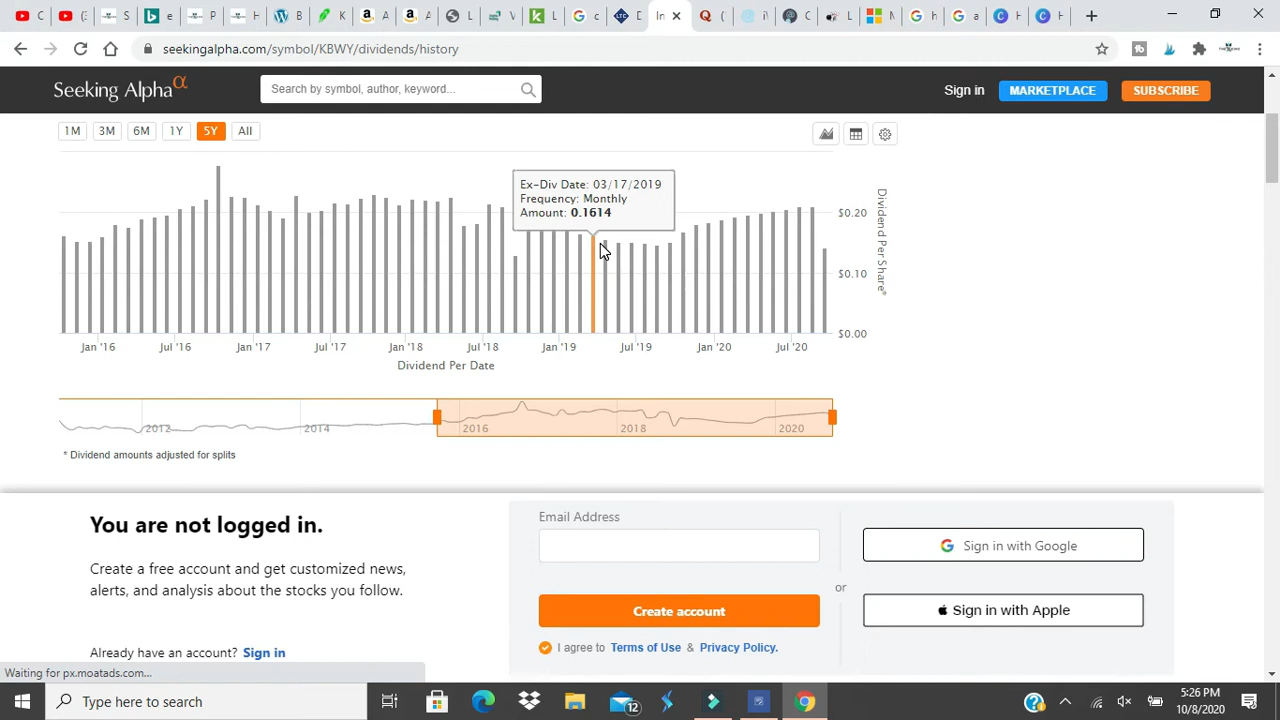 seekingalpha.com/symbol/KBWY/dividends/history
Seeking Alpha α
Search by symbol, author, keyword...
Sign in
MARKETPLACE
SUBSCRIBE
1M 3M 6M 1Y 5Y All
Ex-Div Date: 03/17/2019
Frequency: Monthly
Amount: 0.1614
$0.20
$0.10
$0.00
Dividend Per Share*
Jan '16 Jul '16 Jan '17 Jul '17 Jan '18 Jul '18 Jan '19 Jul '19 Jan '20 Jul '20
Dividend Per Date
2012 2014 2016 2018 2020
* Dividend amounts adjusted for splits
You are not logged in.
Create a free account and get customized news,
alerts, and analysis about the stocks you follow.
Already have an account? Sign in
Email Address
Create account
I agree to Terms of Use & Privacy Policy.
or
Sign in with Google
Sign in with Apple
Waiting for px.moatads.com...
Type here to search
12
5:26 PM
10/8/2020